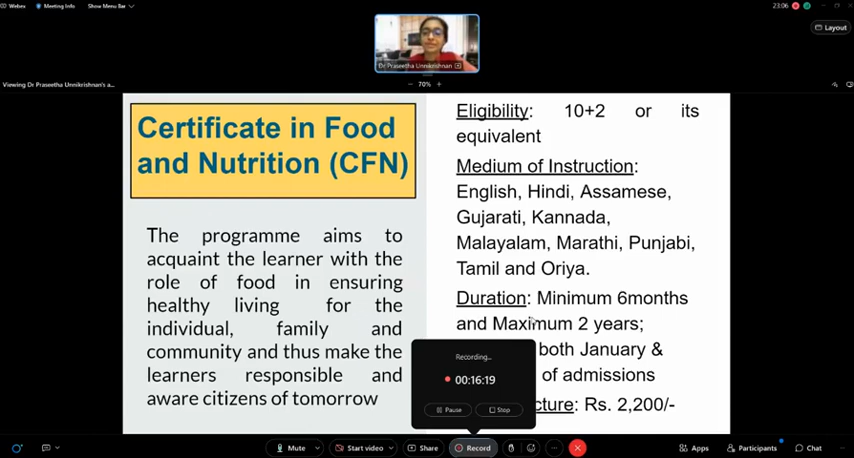 Webex
Meeting Info
Show Menu Bar
23:06
Layout
Dr Praseetha Unnikrishnan
Viewing Dr Praseetha Unnikrishnan's a...
70%
Certificate in Food
and Nutrition (CFN)
The programme aims to
acquaint the learner with the
role of food in ensuring
healthy living for the
individual, family and
community and thus make the
learners responsible and
aware citizens of tomorrow
Eligibility: 10+2 or its
equivalent
Medium of Instruction:
English, Hindi, Assamese,
Gujarati, Kannada,
Malayalam, Marathi, Punjabi,
Tamil and Oriya.
Duration: Minimum 6months
and Maximum 2 years;
both January &
of admissions
cture: Rs. 2,200/-
Recording...
00:16:19
Pause
Stop
Mute
Start video
Share
Record
Apps
Participants
Chat